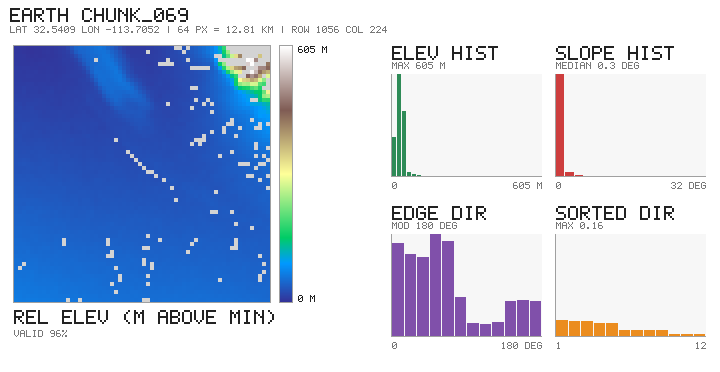 EARTH CHUNK_069
LAT 32.5409 LON -113.7052 | 64 PX = 12.81 KM | ROW 1056 COL 224
605 M
0 M
REL ELEV (M ABOVE MIN)
VALID 96%
ELEV HIST
MAX 605 M
0 605 M
SLOPE HIST
MEDIAN 0.3 DEG
0 32 DEG
EDGE DIR
MOD 180 DEG
0 180 DEG
SORTED DIR
MAX 0.16
1 12